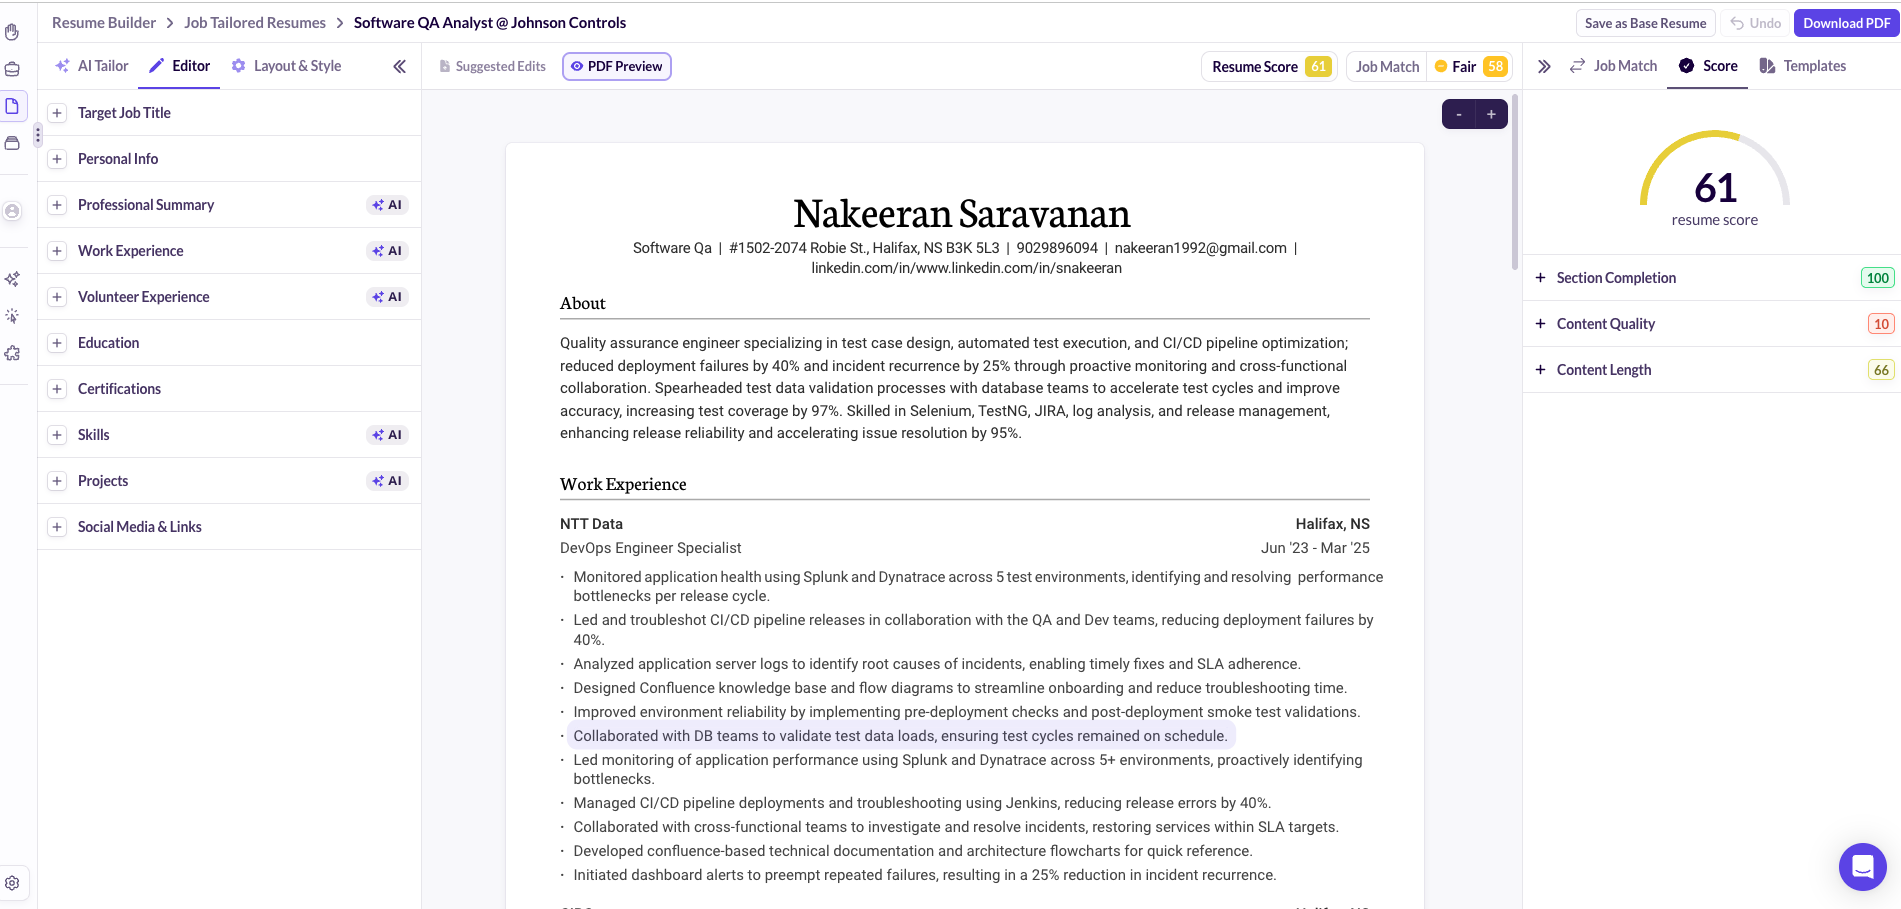 Resume Builder > Job Tailored Resumes > Software QA Analyst @ Johnson Controls
Save as Base Resume
Undo
Download PDF
AI Tailor
Editor
Layout & Style
Suggested Edits
PDF Preview
Resume Score 61
Job Match
Fair 58
Job Match
Score
Templates
Target Job Title
Personal Info
Professional Summary
AI
Work Experience
AI
Volunteer Experience
AI
Education
Certifications
Skills
AI
Projects
AI
Social Media & Links
- +
Nakeeran Saravanan
Software Qa | #1502-2074 Robie St., Halifax, NS B3K 5L3 | 9029896094 | nakeeran1992@gmail.com |
linkedin.com/in/www.linkedin.com/in/snakeeran
About
Quality assurance engineer specializing in test case design, automated test execution, and CI/CD pipeline optimization;
reduced deployment failures by 40% and incident recurrence by 25% through proactive monitoring and cross-functional
collaboration. Spearheaded test data validation processes with database teams to accelerate test cycles and improve
accuracy, increasing test coverage by 97%. Skilled in Selenium, TestNG, JIRA, log analysis, and release management,
enhancing release reliability and accelerating issue resolution by 95%.
Work Experience
NTT Data
Halifax, NS
DevOps Engineer Specialist
Jun '23 - Mar '25
· Monitored application health using Splunk and Dynatrace across 5 test environments, identifying and resolving performance
bottlenecks per release cycle.
· Led and troubleshot CI/CD pipeline releases in collaboration with the QA and Dev teams, reducing deployment failures by
40%.
· Analyzed application server logs to identify root causes of incidents, enabling timely fixes and SLA adherence.
· Designed Confluence knowledge base and flow diagrams to streamline onboarding and reduce troubleshooting time.
· Improved environment reliability by implementing pre-deployment checks and post-deployment smoke test validations.
· Collaborated with DB teams to validate test data loads, ensuring test cycles remained on schedule.
· Led monitoring of application performance using Splunk and Dynatrace across 5+ environments, proactively identifying
bottlenecks.
· Managed CI/CD pipeline deployments and troubleshooting using Jenkins, reducing release errors by 40%.
· Collaborated with cross-functional teams to investigate and resolve incidents, restoring services within SLA targets.
· Developed confluence-based technical documentation and architecture flowcharts for quick reference.
· Initiated dashboard alerts to preempt repeated failures, resulting in a 25% reduction in incident recurrence.
61
resume score
Section Completion
100
Content Quality
10
Content Length
66